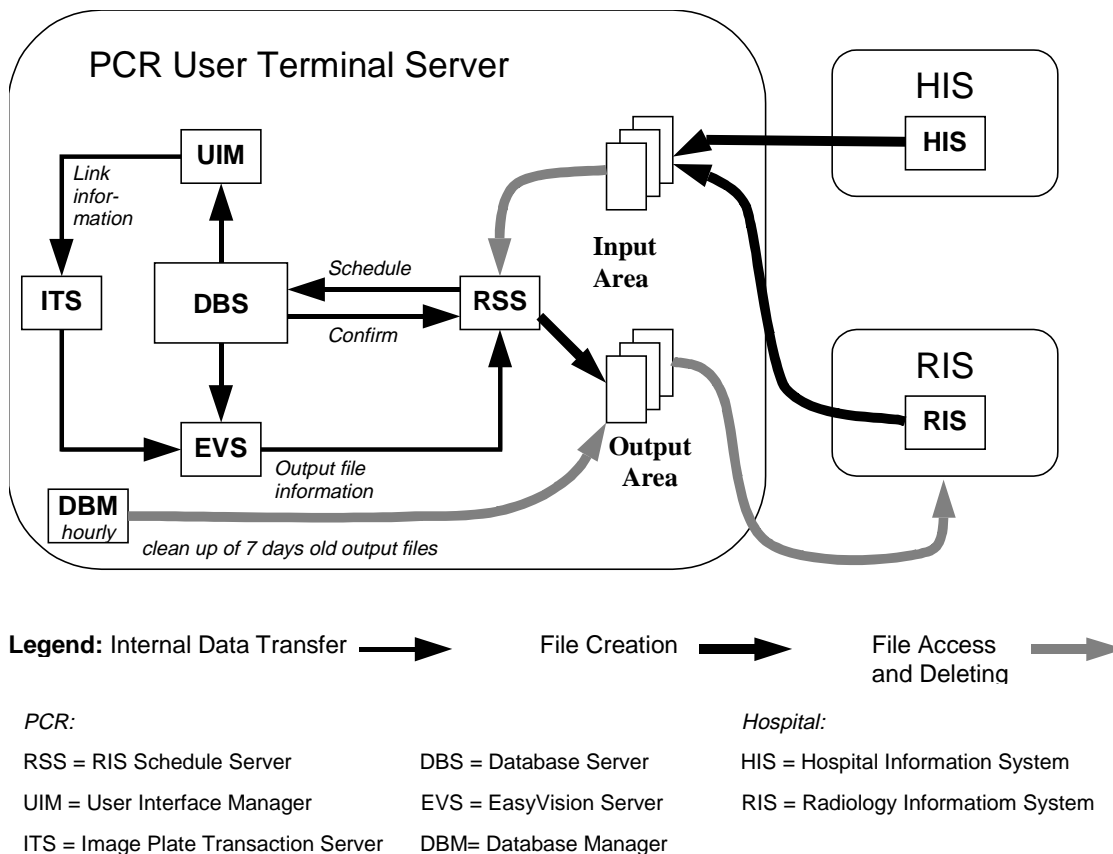 PCR User Terminal Server
HIS
HIS
UIM
Link
infor-
mation
Input
Area
Schedule
ITS
DBS
RSS
Confirm
RIS
RIS
EVS
Output file
information
Output
Area
DBM
hourly
clean up of 7 days old output files
Legend: Internal Data Transfer
File Creation
File Access
and Deleting
PCR:
Hospital:
RSS = RIS Schedule Server
DBS = Database Server
HIS = Hospital Information System
UIM = User Interface Manager
EVS = EasyVision Server
RIS = Radiology Informatiom System
ITS = Image Plate Transaction Server
DBM= Database Manager